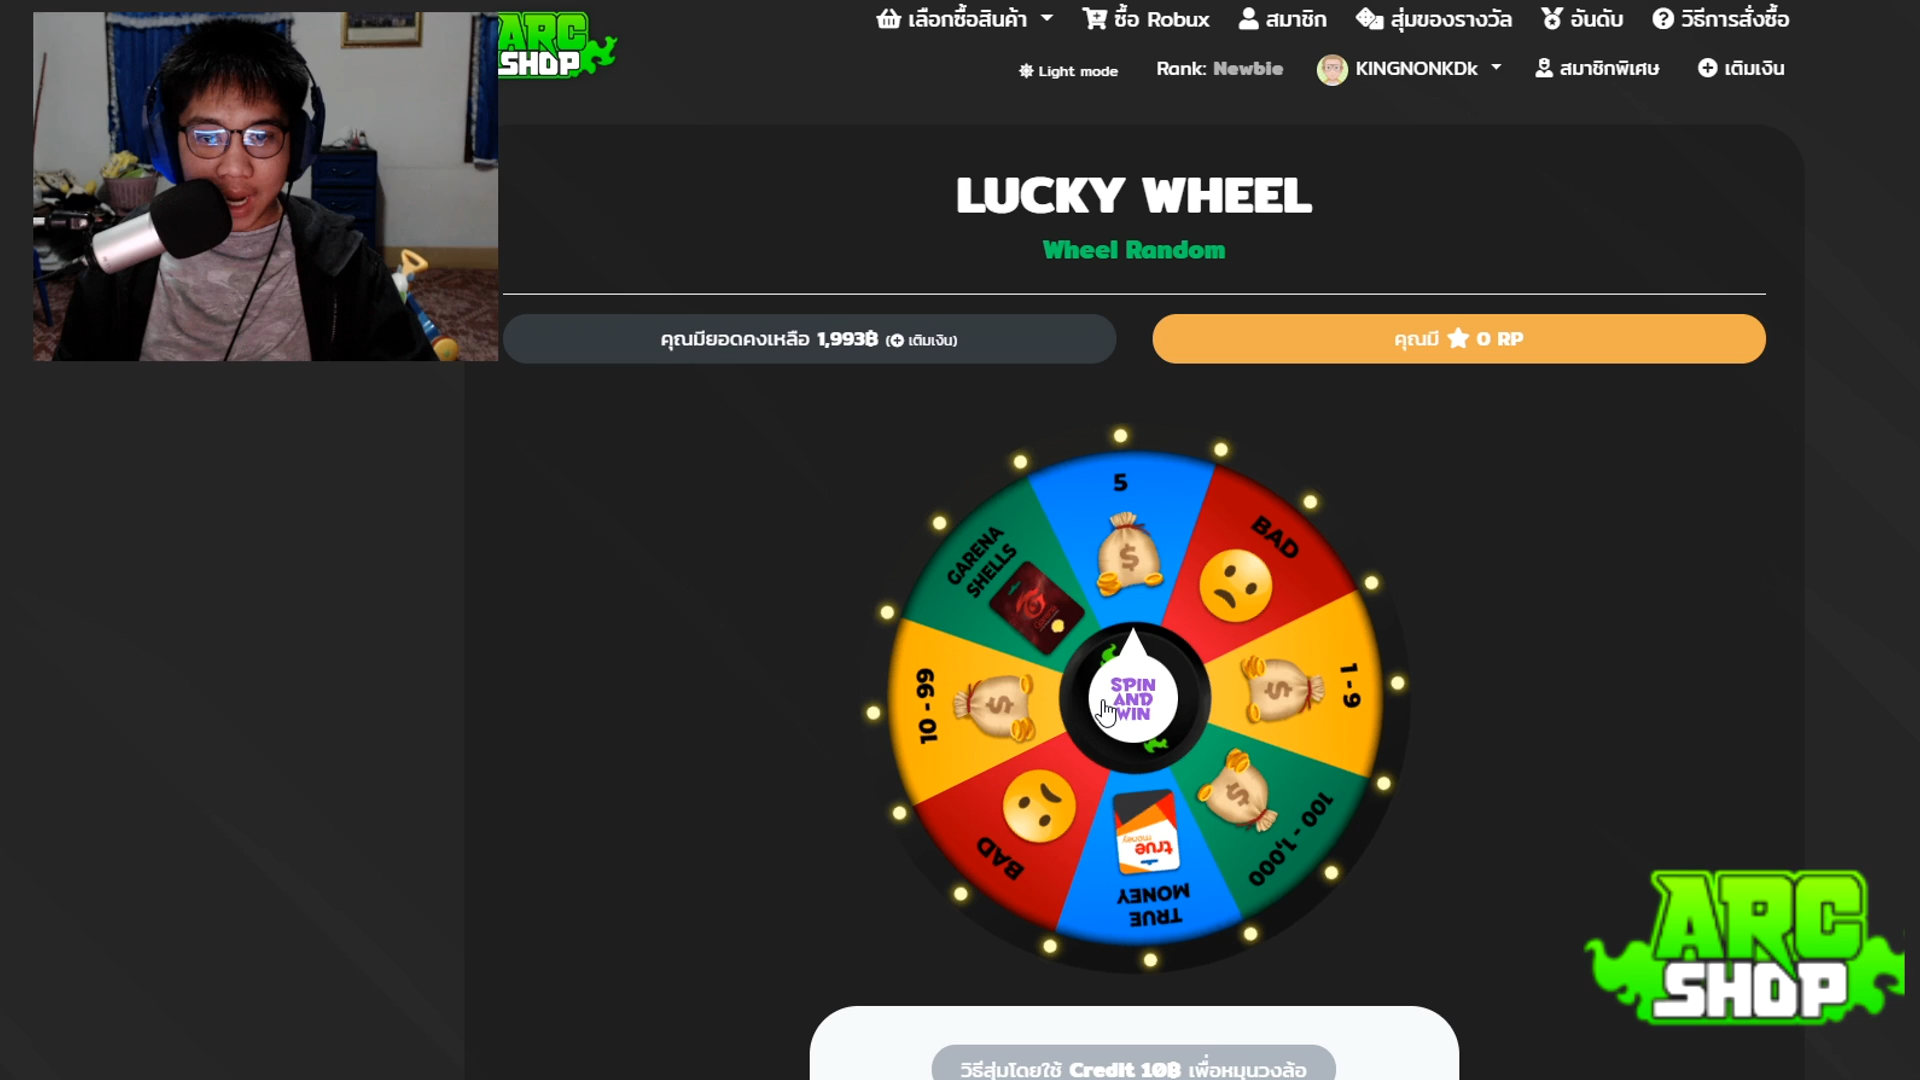 ARC
SHOP
เลือกซื้อสินค้า
ซื้อ Robux
สมาชิก
สุ่มของรางวัล
อันดับ
วิธีการสั่งซื้อ
Light mode
Rank: Newbie
KINGNONKDk
สมาชิกพิเศษ
เติมเงิน
LUCKY WHEEL
Wheel Random
คุณมียอดคงเหลือ 1,993฿ (เติมเงิน)
คุณมี 0 RP
5
BAD
1 - 9
100 - 1,000
TRUE
MONEY
true
money
BAD
10 - 99
GARENA
SHELLS
SPIN
AND
WIN
ARC
SHOP
วิธีสุ่มโดยใช้ Credit 10฿ เพื่อหมุนวงล้อ